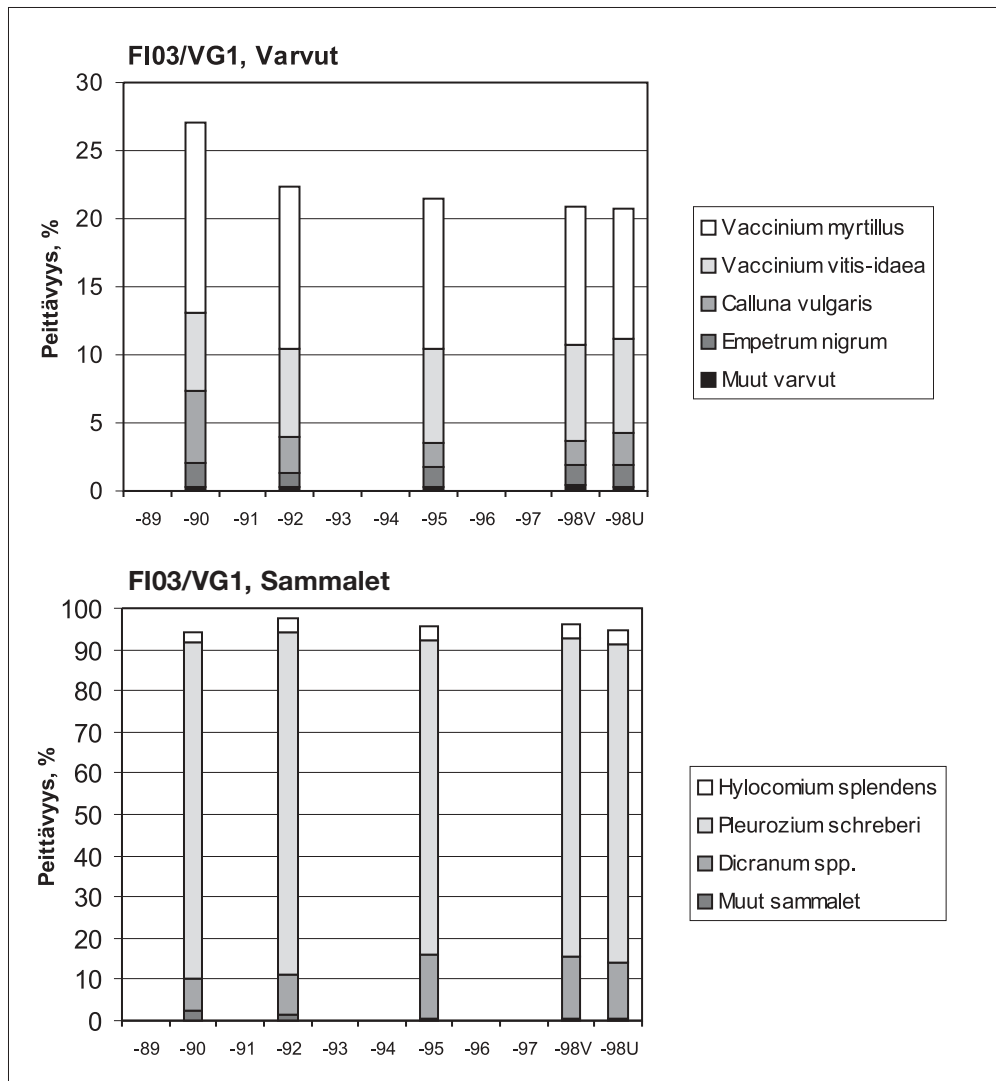 FI03/VG1, Varvut
30
25
20
15
10
5
0
Peittävyys, %
-89 -90 -91 -92 -93 -94 -95 -96 -97 -98V -98U
Vaccinium myrtillus
Vaccinium vitis-idaea
Calluna vulgaris
Empetrum nigrum
Muut varvut
FI03/VG1, Sammalet
100
90
80
70
60
50
40
30
20
10
0
Peittävyys, %
-89 -90 -91 -92 -93 -94 -95 -96 -97 -98V -98U
Hylocomium splendens
Pleurozium schreberi
Dicranum spp.
Muut sammalet